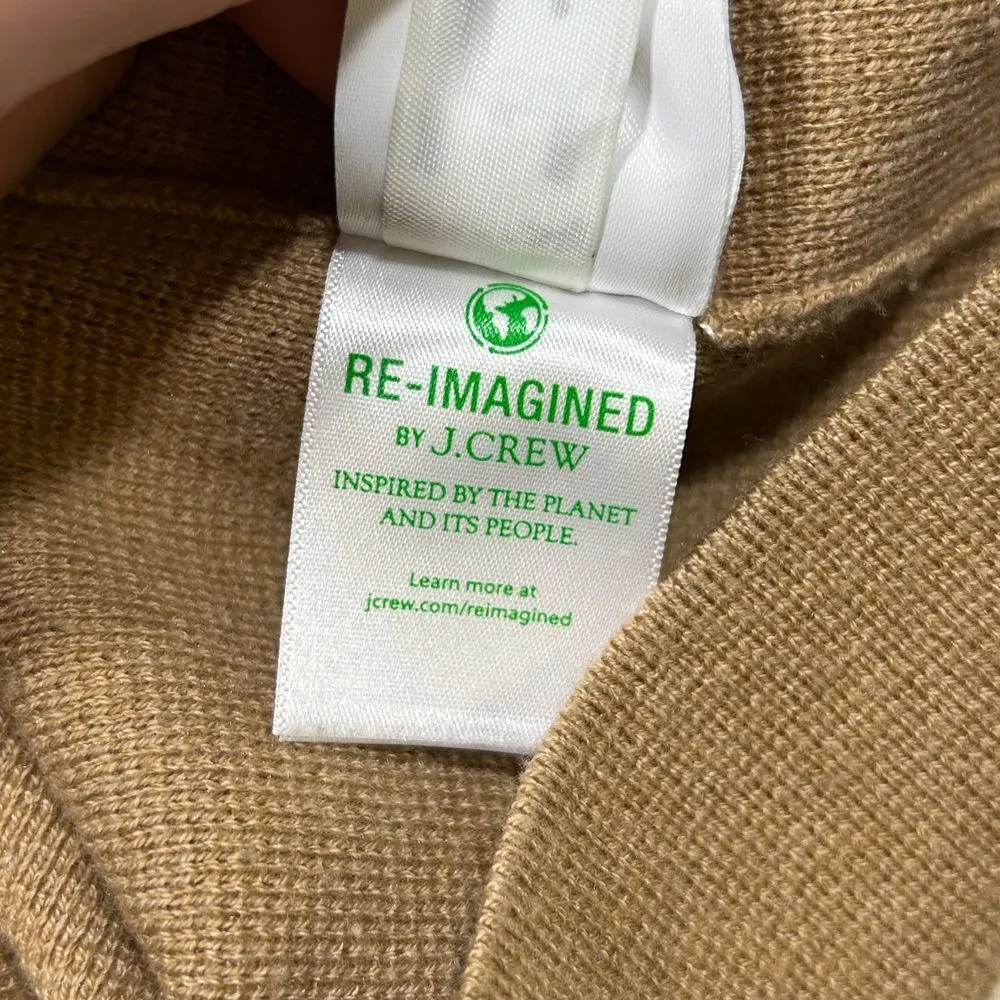 RE-IMAGINED
BY J.CREW
INSPIRED BY THE PLANET
AND ITS PEOPLE.
Learn more at
jcrew.com/reimagined